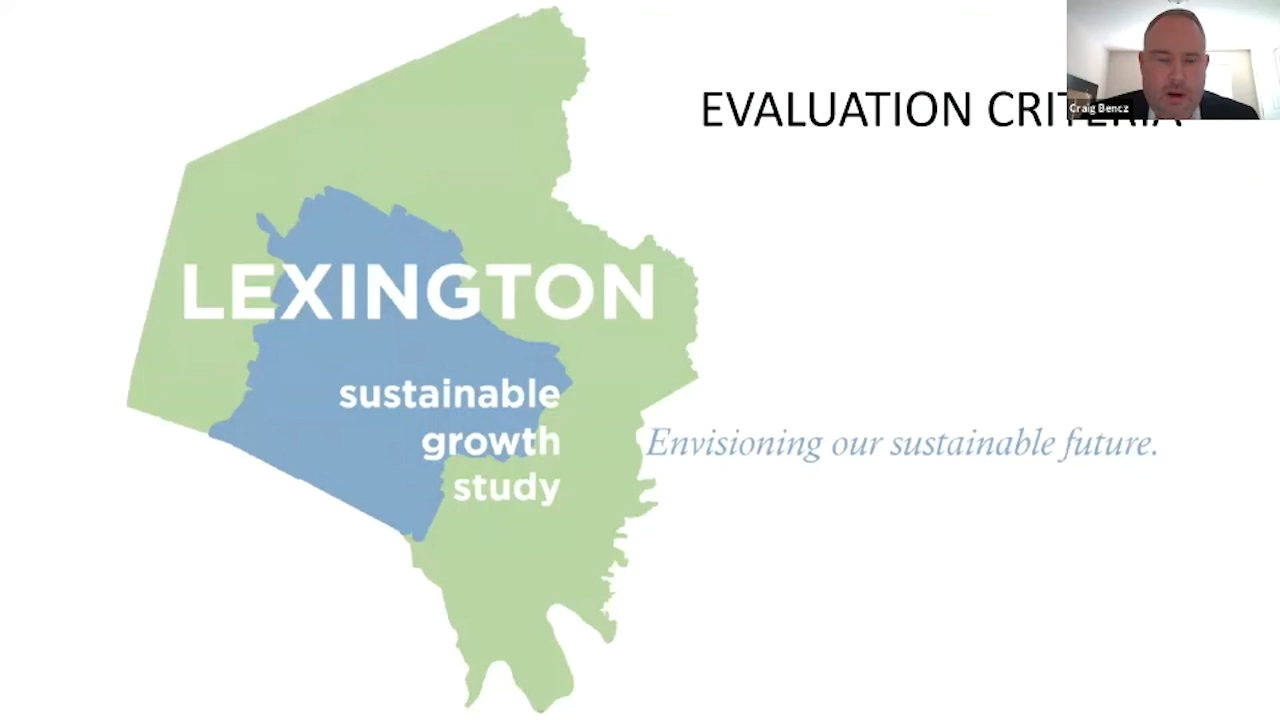 EVALUATION CRITERIA
Craig Bencz
LEXINGTON
sustainable
growth
study
Envisioning our sustainable future.